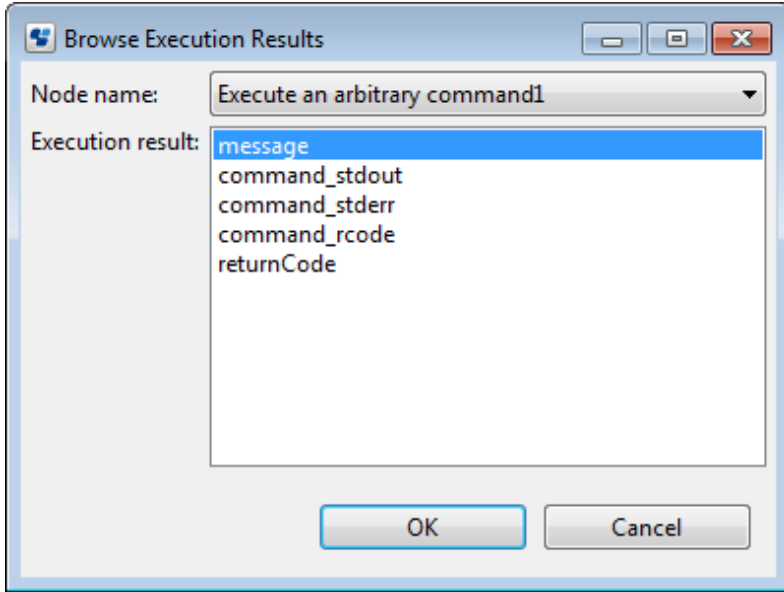 Browse Execution Results
Node name: Execute an arbitrary command1
Execution result: message
command_stdout
command_stderr
command_rcode
returnCode
OK Cancel